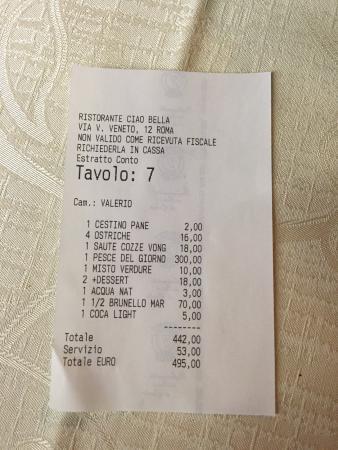 RISTORANTE CIAO BELLA
VIA V. VENETO, 12 ROMA
NON VALIDO COME RICEVUTA FISCALE
RICHIEDERLA IN CASSA
Estratto Conto
Tavolo: 7
Cam.: VALERIO
1 CESTINO PANE 2,00
4 OSTRICHE 16,00
1 SAUTE COZZE VONG 18,00
1 PESCE DEL GIORNO 300,00
1 MISTO VERDURE 10,00
2 +DESSERT 18,00
1 ACQUA NAT 3,00
1 1/2 BRUNELLO MAR 70,00
1 COCA LIGHT 5,00
--------
Totale 442,00
Servizio 53,00
Totale EURO 495,00